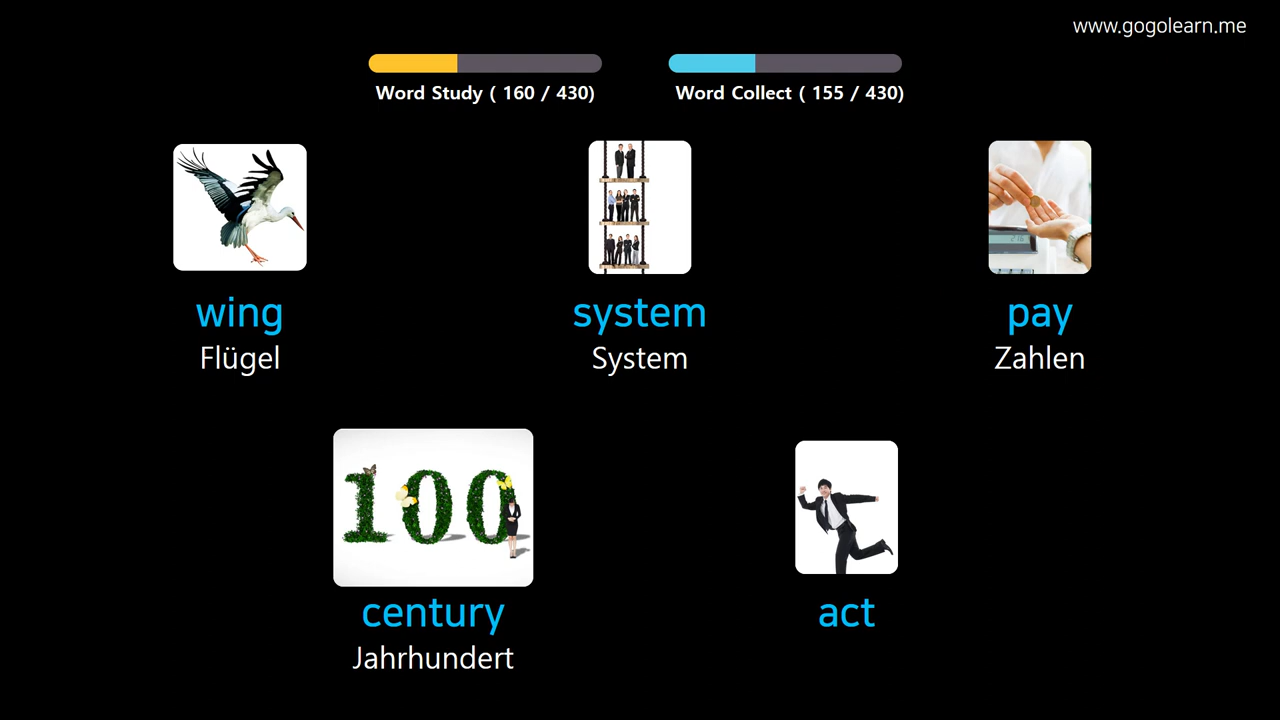 www.gogolearn.me
Word Study ( 160 / 430)
Word Collect ( 155 / 430)
wing
Flügel
system
System
pay
Zahlen
100
century
Jahrhundert
act